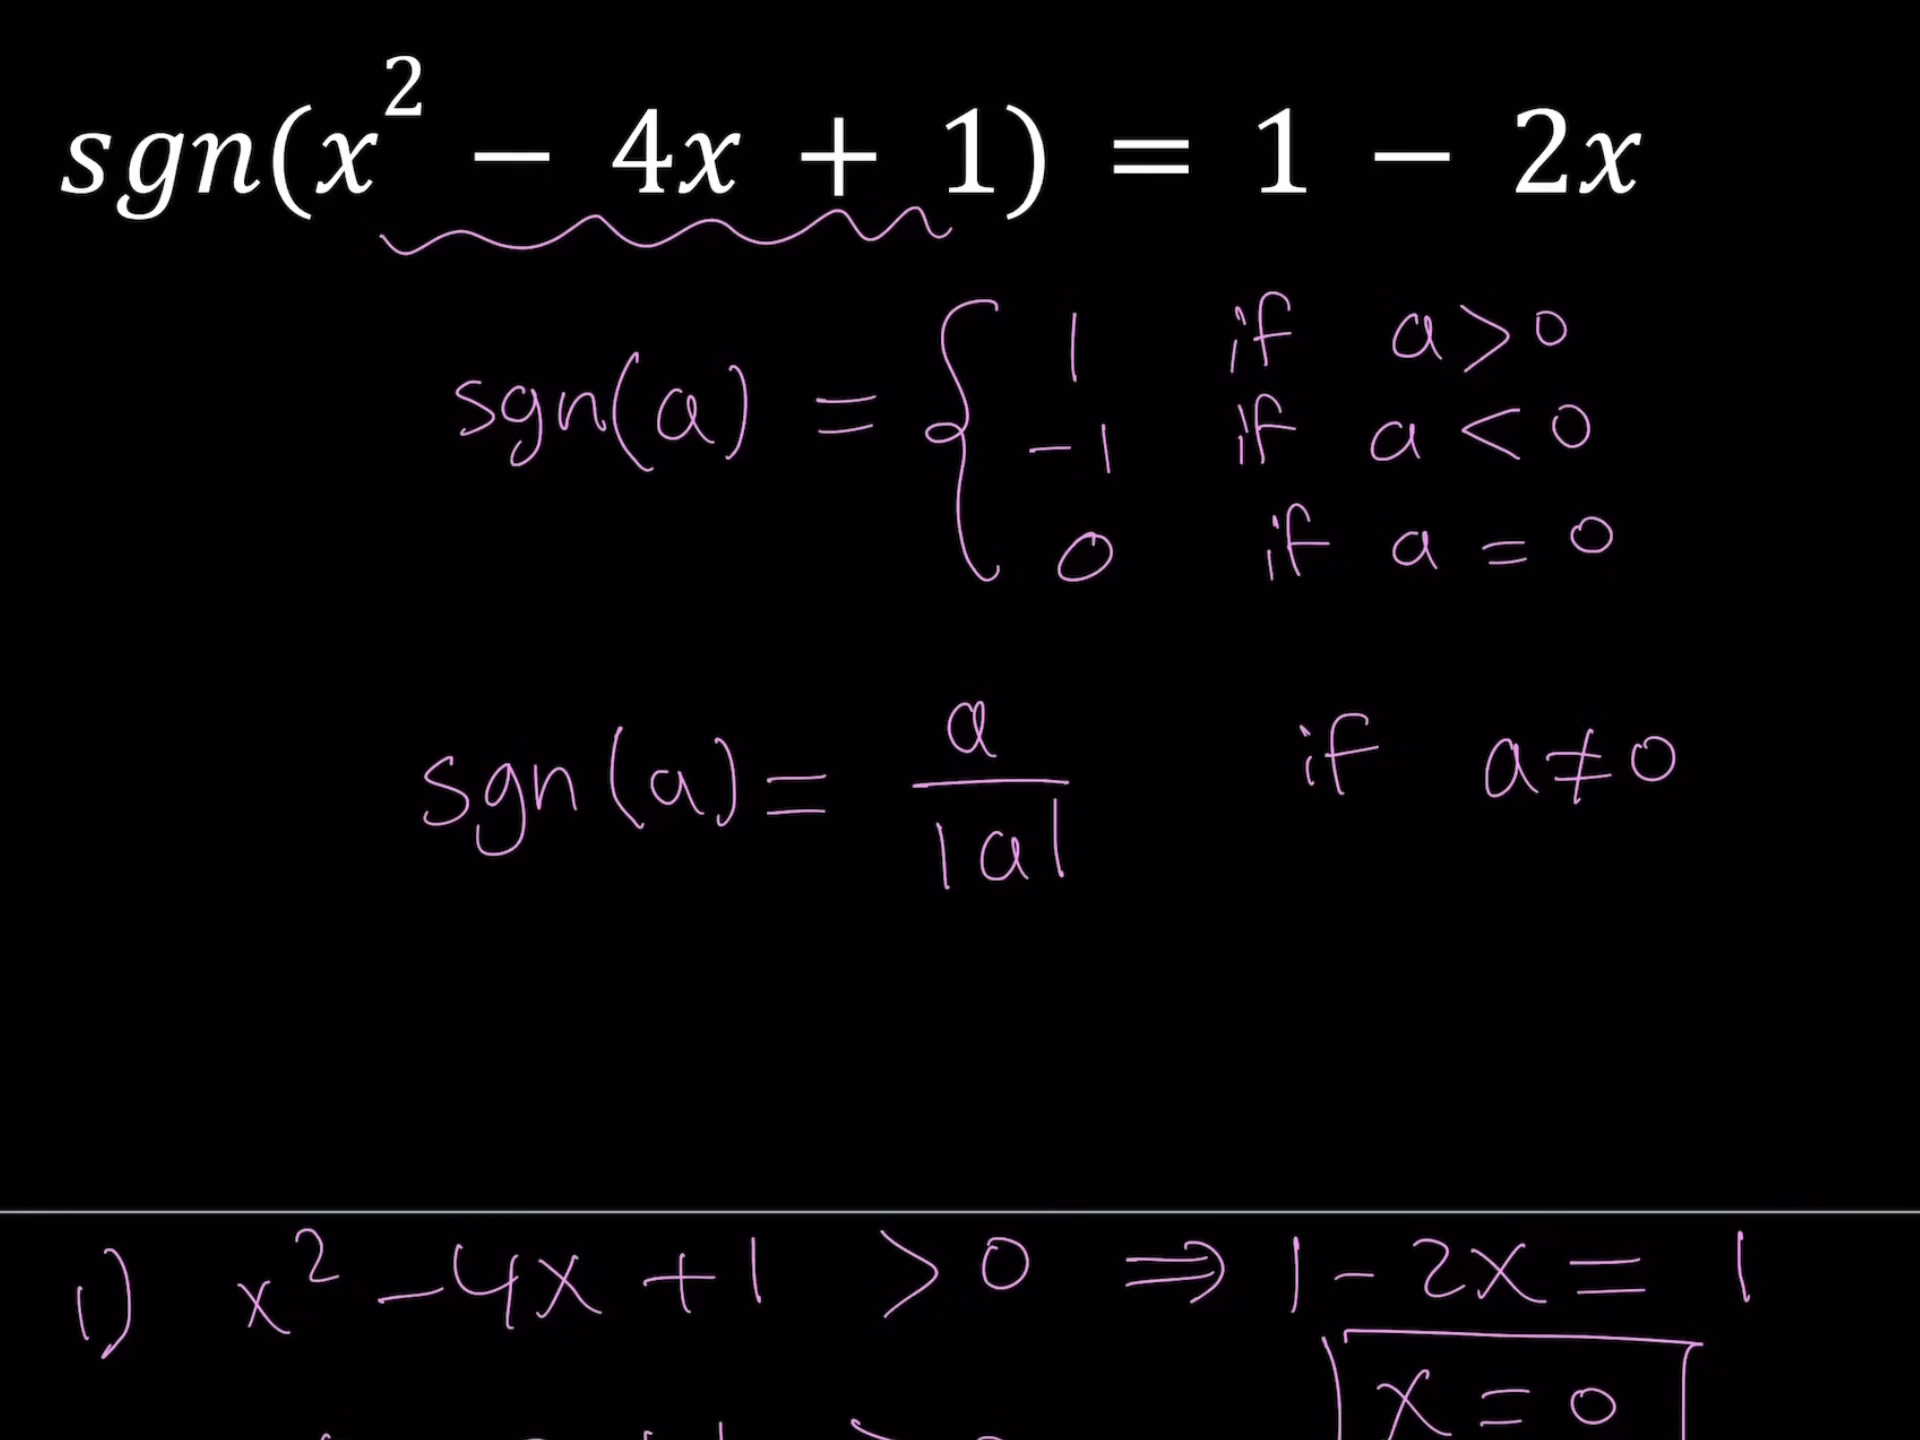 sgn(x² − 4x + 1) = 1 − 2x
sgn(a) = { 1 if a > 0
−1 if a < 0
0 if a = 0
sgn(a) = a/|a| if a ≠ 0
1) x² − 4x + 1 > 0 ⇒ 1 − 2x = 1
x = 0